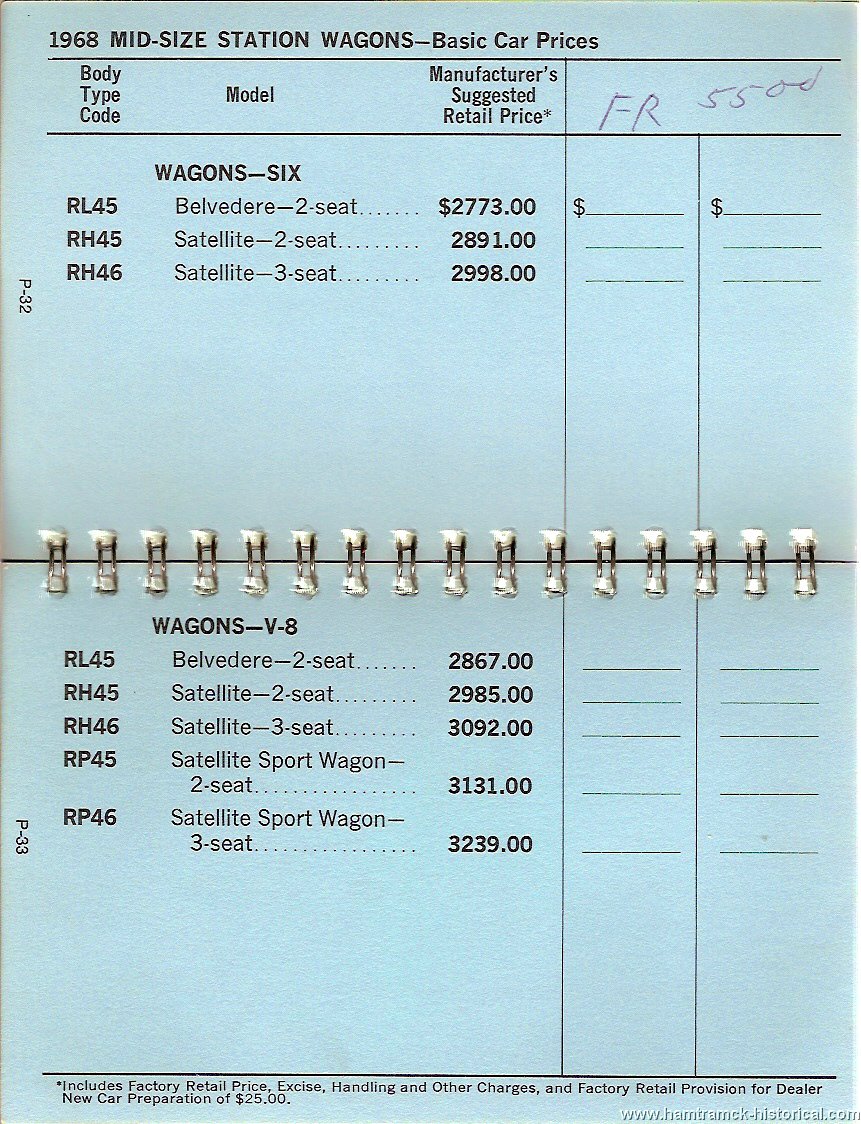 1968 MID-SIZE STATION WAGONS—Basic Car Prices
Body Type Code Model Manufacturer's Suggested Retail Price*
FR 5500
WAGONS—SIX
RL45 Belvedere—2-seat....... $2773.00 $ $
RH45 Satellite—2-seat......... 2891.00
RH46 Satellite—3-seat......... 2998.00
P-32
WAGONS—V-8
RL45 Belvedere—2-seat....... 2867.00
RH45 Satellite—2-seat......... 2985.00
RH46 Satellite—3-seat......... 3092.00
RP45 Satellite Sport Wagon—
2-seat................. 3131.00
RP46 Satellite Sport Wagon—
3-seat................. 3239.00
P-33
*Includes Factory Retail Price, Excise, Handling and Other Charges, and Factory Retail Provision for Dealer
New Car Preparation of $25.00.
www.hamtramck-historical.com